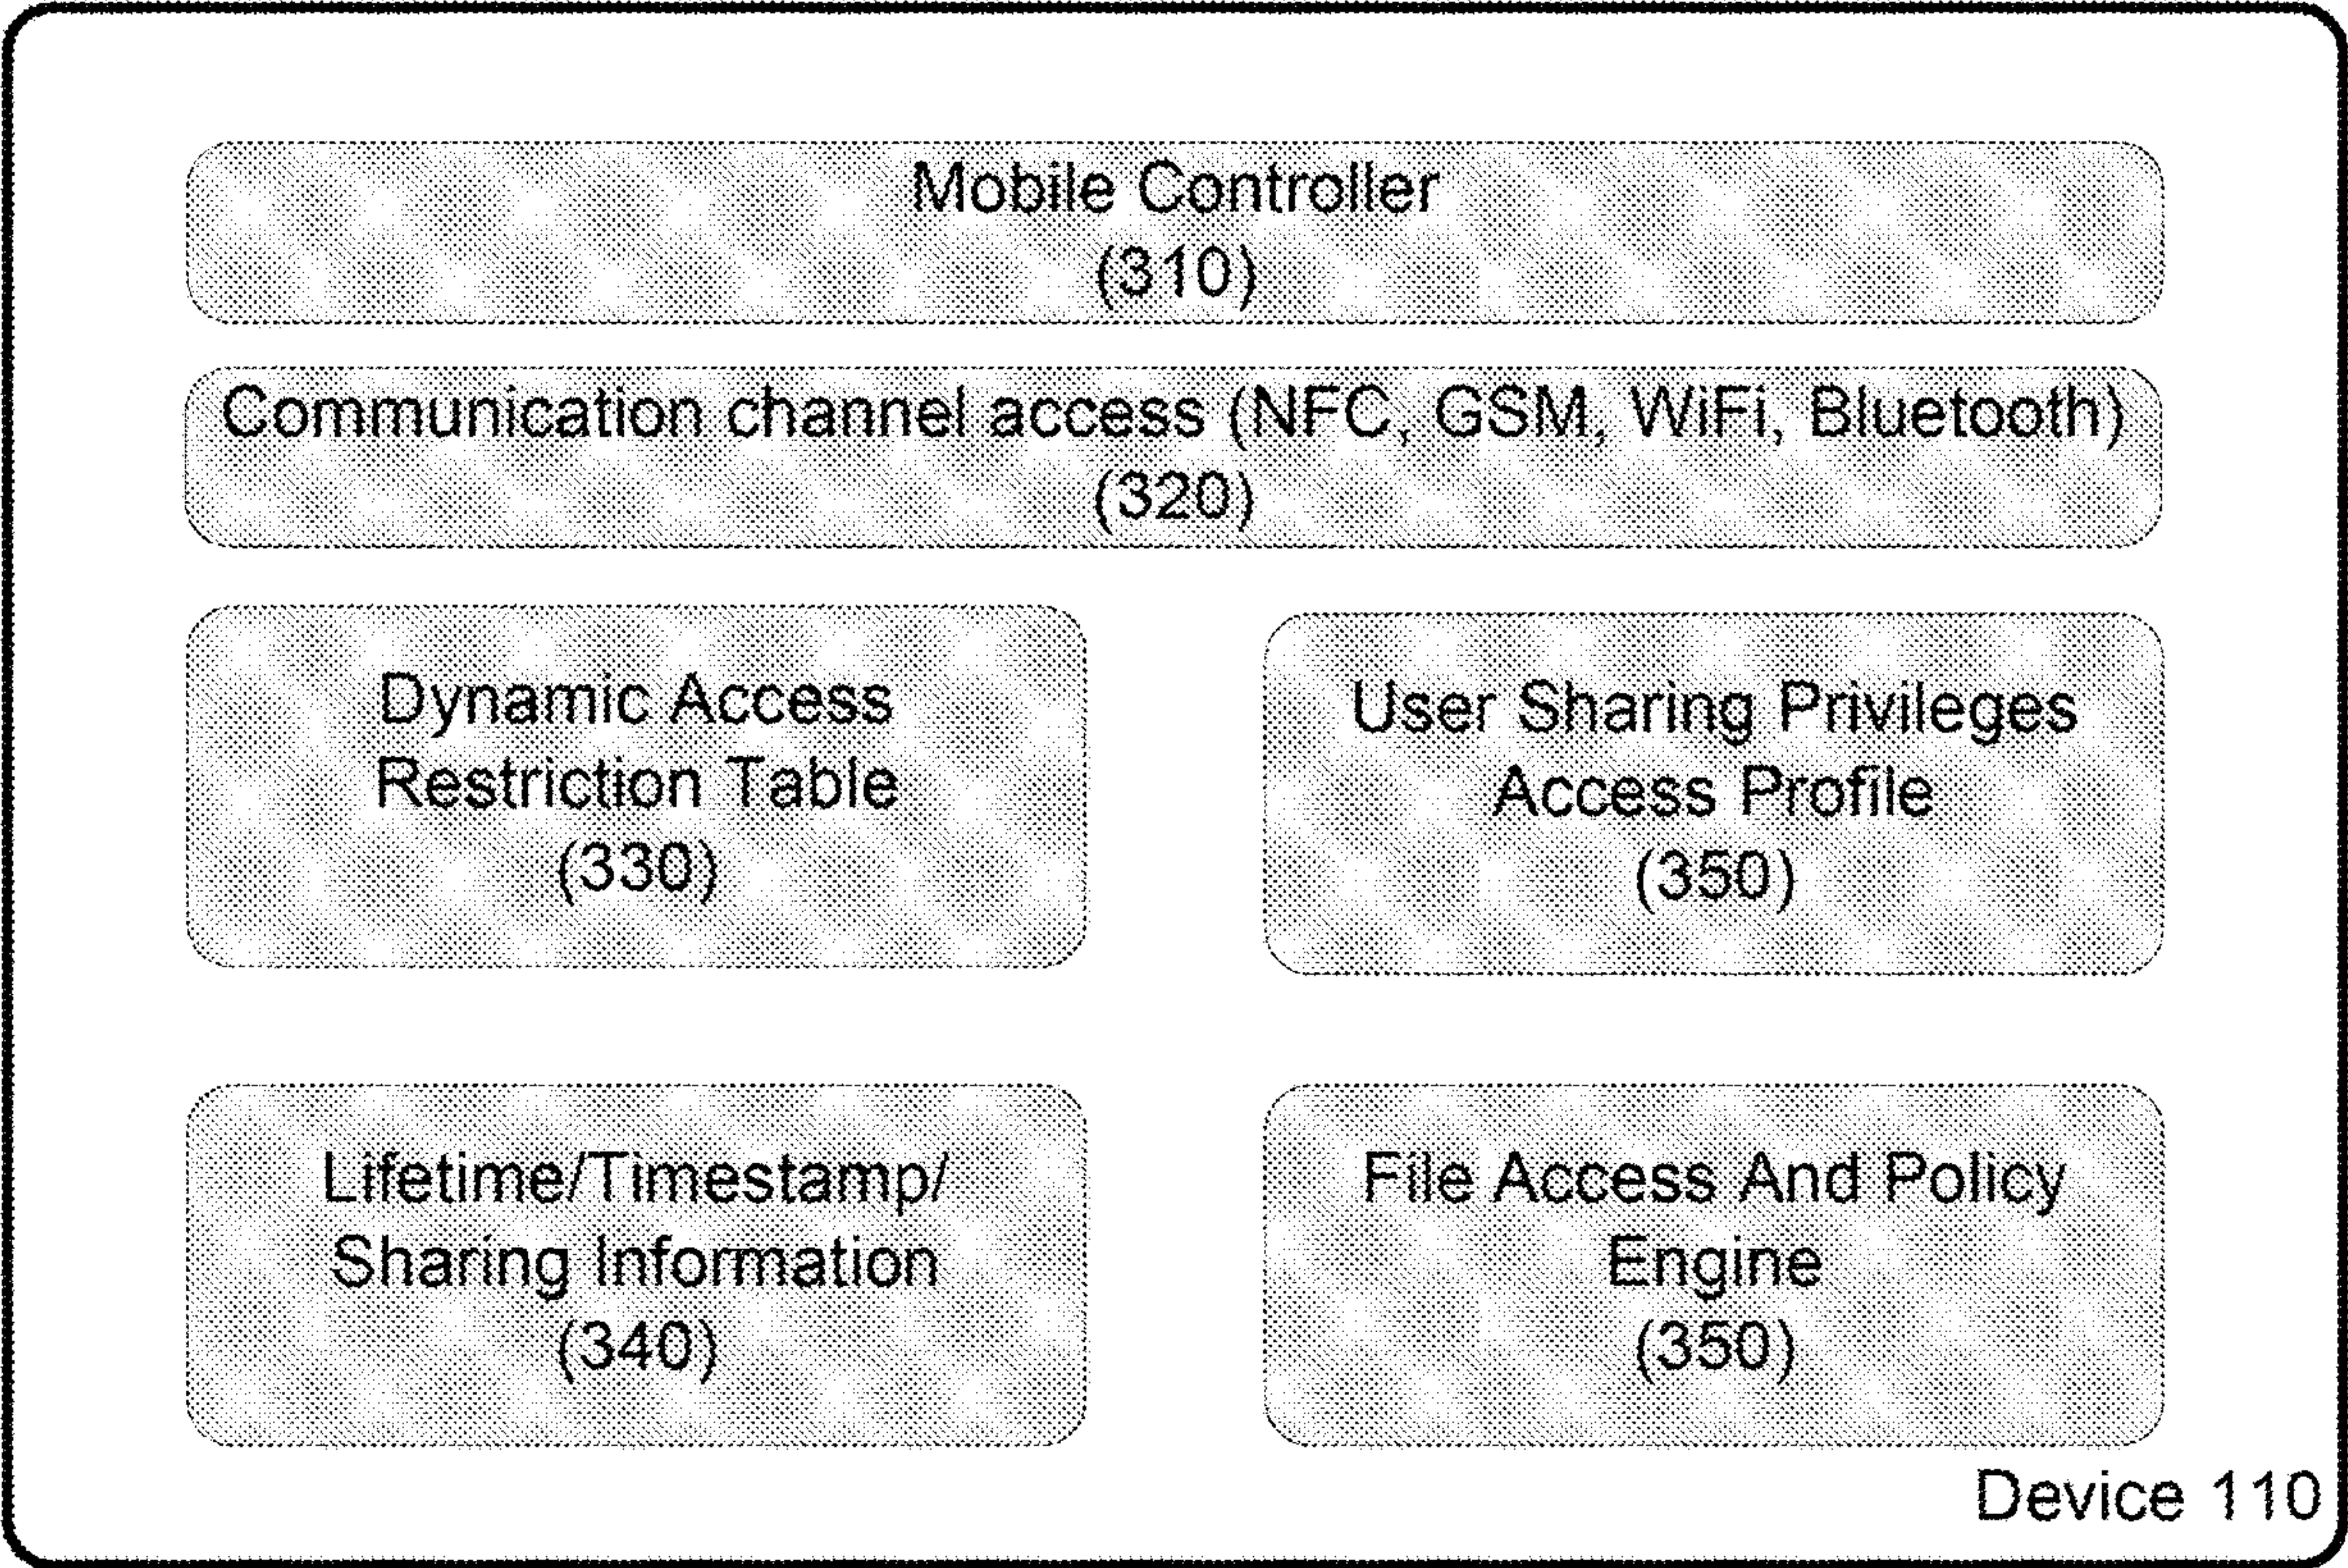 Mobile Controller
(310)
Communication channel access (NFC, GSM, WiFi, Bluetooth)
(320)
Dynamic Access
Restriction Table
(330)
User Sharing Privileges
Access Profile
(350)
Lifetime/Timestamp/
Sharing Information
(340)
File Access And Policy
Engine
(350)
Device 110